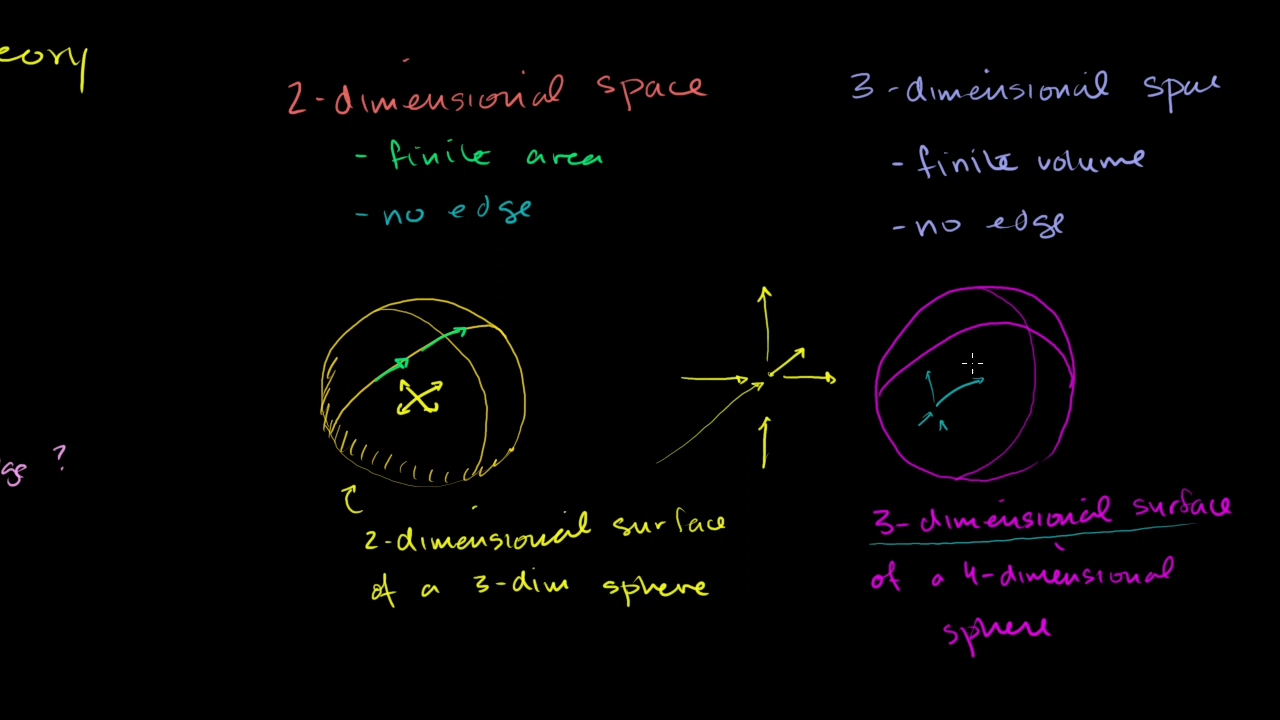 eory
2-dimensional space
- finite area
- no edge
3-dimensional space
- finite volume
- no edge
ge ?
2-dimensional surface
of a 3-dim sphere
3-dimensional surface
of a 4-dimensional
sphere